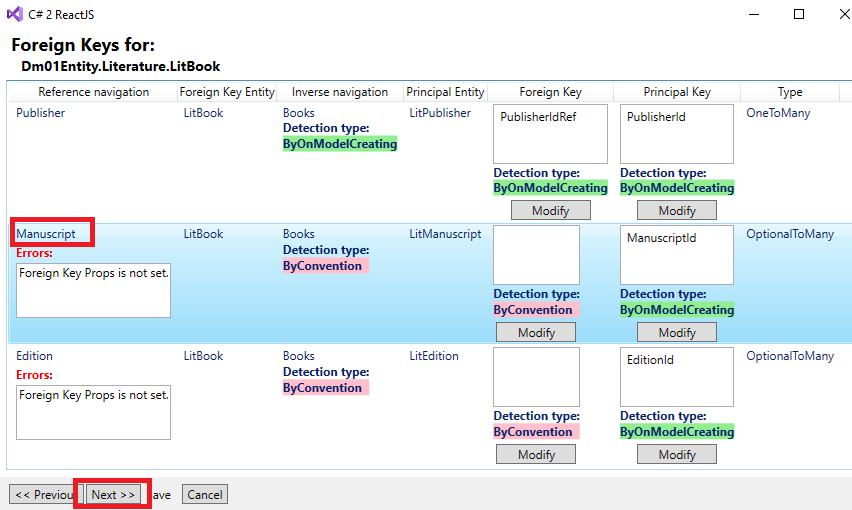 C# 2 ReactJS
Foreign Keys for:
Dm01Entity.Literature.LitBook
Reference navigation Foreign Key Entity Inverse navigation Principal Entity Foreign Key Principal Key Type
Publisher LitBook Books LitPublisher PublisherIdRef PublisherId OneToMany
Detection type:
ByOnModelCreating
Detection type: Detection type:
ByOnModelCreating ByOnModelCreating
Modify Modify
Manuscript LitBook Books LitManuscript ManuscriptId OptionalToMany
Errors: Detection type:
Foreign Key Props is not set. ByConvention
Detection type: Detection type:
ByConvention ByOnModelCreating
Modify Modify
Edition LitBook Books LitEdition EditionId OptionalToMany
Errors: Detection type:
Foreign Key Props is not set. ByConvention
Detection type: Detection type:
ByConvention ByOnModelCreating
Modify Modify
<< Previou Next >> ave Cancel